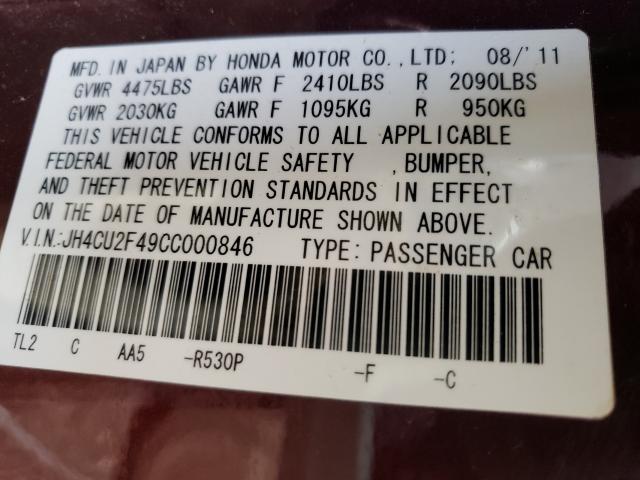 MFD. IN JAPAN BY HONDA MOTOR CO., LTD; 08/'11
GVWR 4475LBS GAWR F 2410LBS R 2090LBS
GVWR 2030KG GAWR F 1095KG R 950KG
THIS VEHICLE CONFORMS TO ALL APPLICABLE
FEDERAL MOTOR VEHICLE SAFETY , BUMPER,
AND THEFT PREVENTION STANDARDS IN EFFECT
ON THE DATE OF MANUFACTURE SHOWN ABOVE.
V.I.N.:JH4CU2F49CC000846 TYPE: PASSENGER CAR
TL2 C AA5 -R530P -F -C